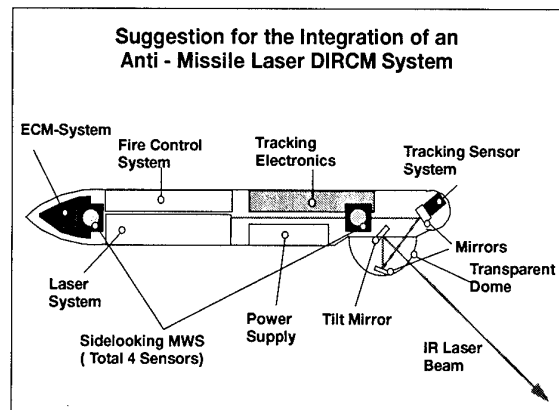 Suggestion for the Integration of an
Anti - Missile Laser DIRCM System
ECM-System
Fire Control
System
Tracking
Electronics
Tracking Sensor
System
Mirrors
Transparent
Dome
Laser
System
Power
Supply
Tilt Mirror
Sidelooking MWS
( Total 4 Sensors)
IR Laser
Beam